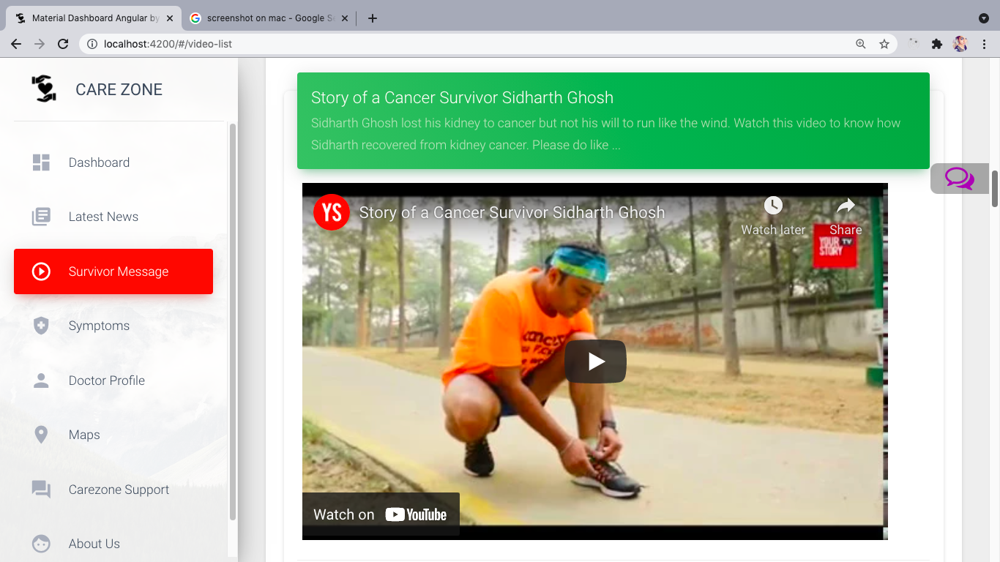 Material Dashboard Angular by
screenshot on mac - Google S
localhost:4200/#/video-list
CARE ZONE
Dashboard
Latest News
Survivor Message
Symptoms
Doctor Profile
Maps
Carezone Support
About Us
Story of a Cancer Survivor Sidharth Ghosh
Sidharth Ghosh lost his kidney to cancer but not his will to run like the wind. Watch this video to know how
Sidharth recovered from kidney cancer. Please do like ...
YS
Story of a Cancer Survivor Sidharth Ghosh
Watch later
Share
YOUR
STORY
TV
Watch on YouTube